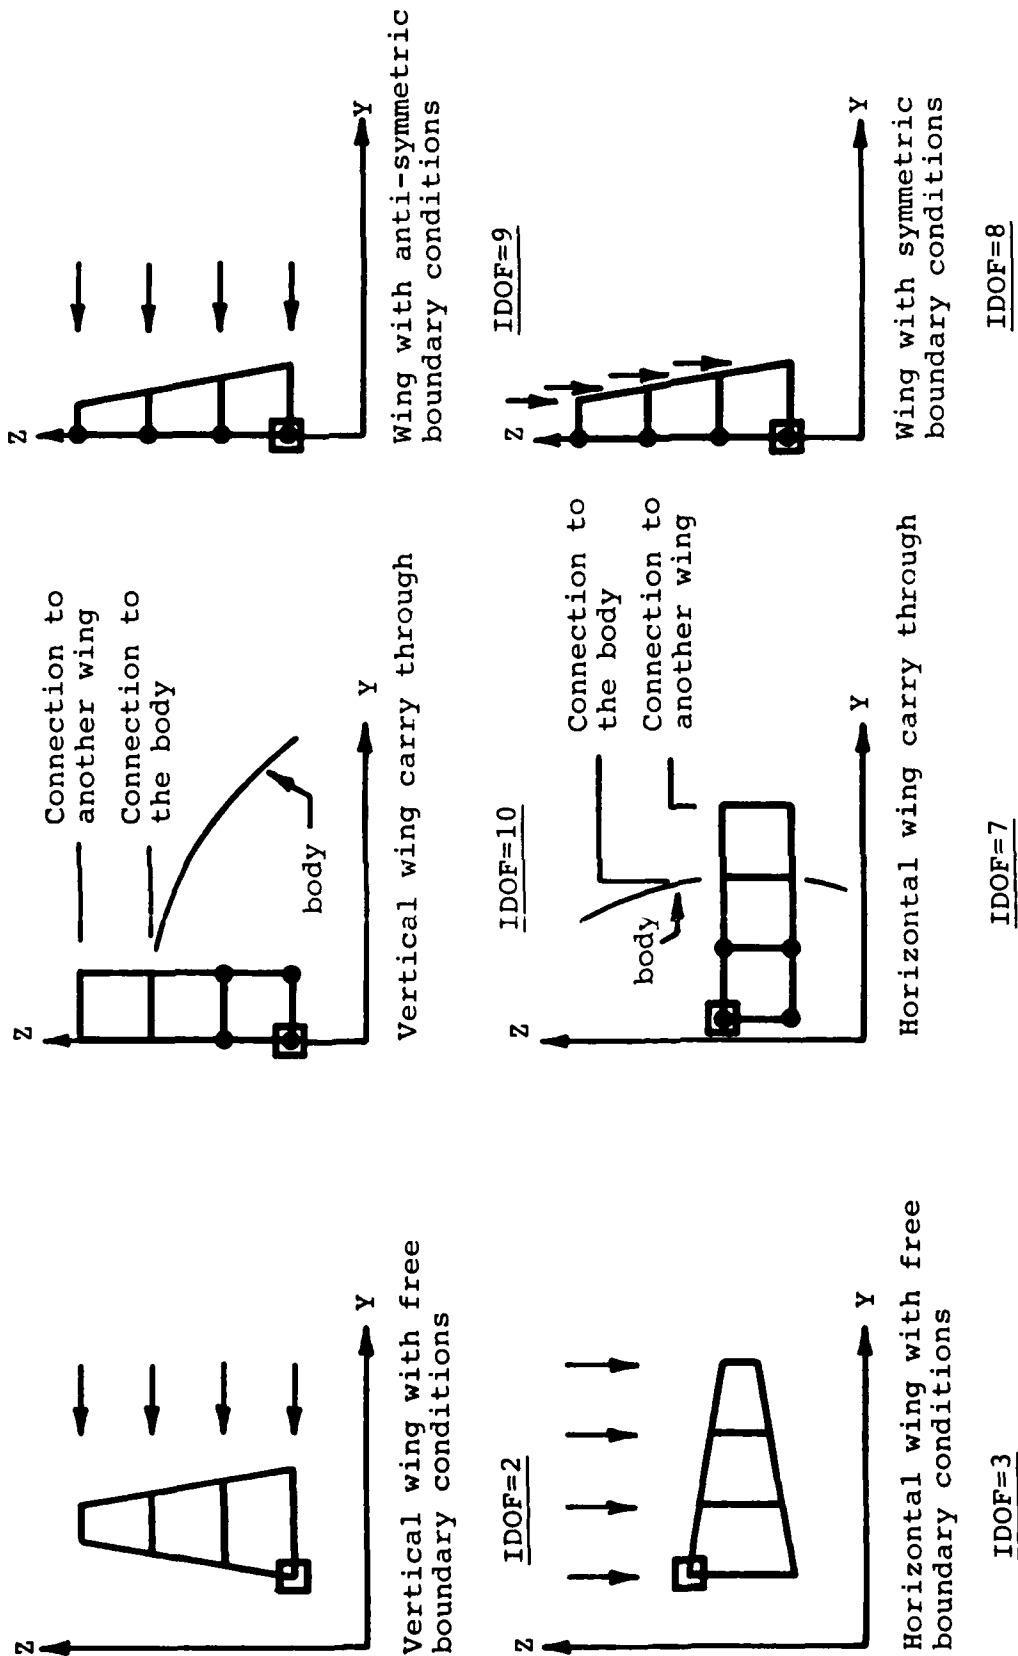 Z
Y
Vertical wing with free
boundary conditions
IDOF=2
Z
Connection to
another wing
Connection to
the body
body
Y
Vertical wing carry through
IDOF=10
Z
Y
Wing with anti-symmetric
boundary conditions
IDOF=9
Z
Y
Horizontal wing with free
boundary conditions
IDOF=3
Z
body
Connection to
the body
Connection to
another wing
Y
Horizontal wing carry through
IDOF=7
Z
Y
Wing with symmetric
boundary conditions
IDOF=8